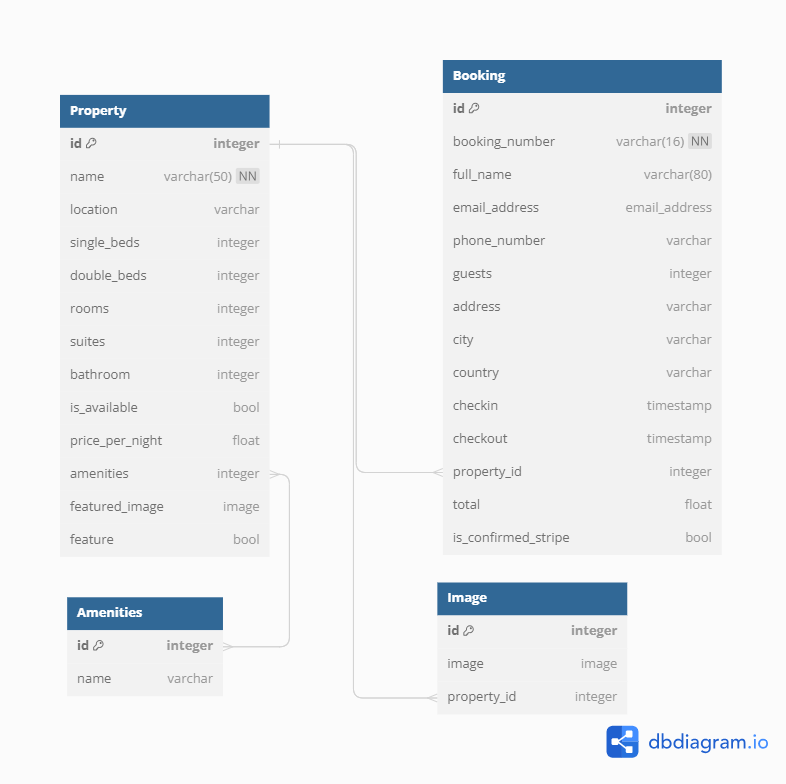 Property
id integer
name varchar(50) NN
location varchar
single_beds integer
double_beds integer
rooms integer
suites integer
bathroom integer
is_available bool
price_per_night float
amenities integer
featured_image image
feature bool
Amenities
id integer
name varchar
Booking
id integer
booking_number varchar(16) NN
full_name varchar(80)
email_address email_address
phone_number varchar
guests integer
address varchar
city varchar
country varchar
checkin timestamp
checkout timestamp
property_id integer
total float
is_confirmed_stripe bool
Image
id integer
image image
property_id integer
dbdiagram.io